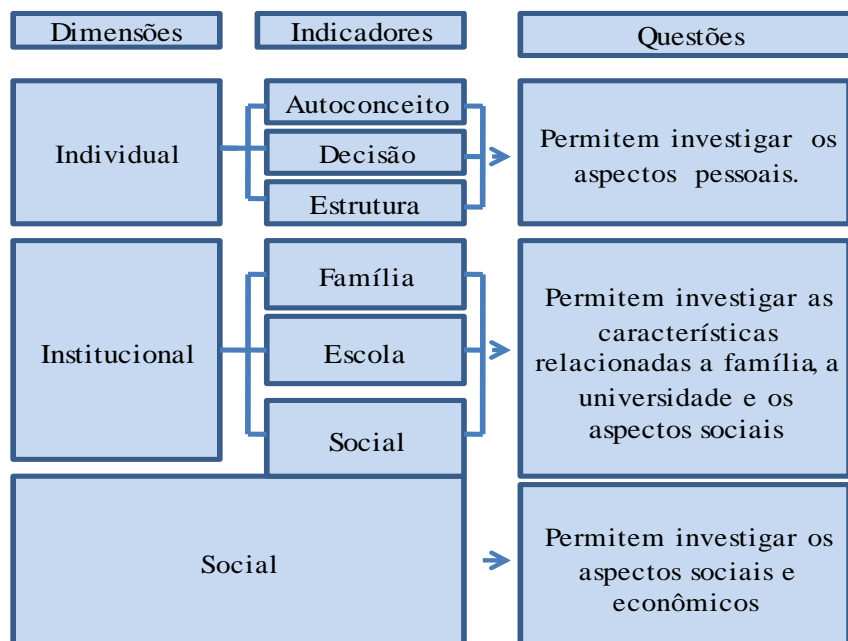 Dimensões
Indicadores
Questões
Individual
Autoconceito
Decisão
Estrutura
Permitem investigar os
aspectos pessoais.
Institucional
Família
Escola
Social
Permitem investigar as
características
relacionadas a família, a
universidade e os
aspectos sociais
Social
Permitem investigar os
aspectos sociais e
econômicos